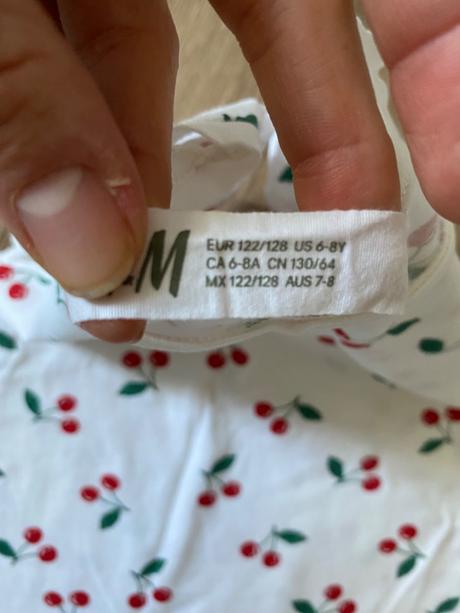 &M
EUR 122/128 US 6-8Y
CA 6-8A CN 130/64
MX 122/128 AUS 7-8